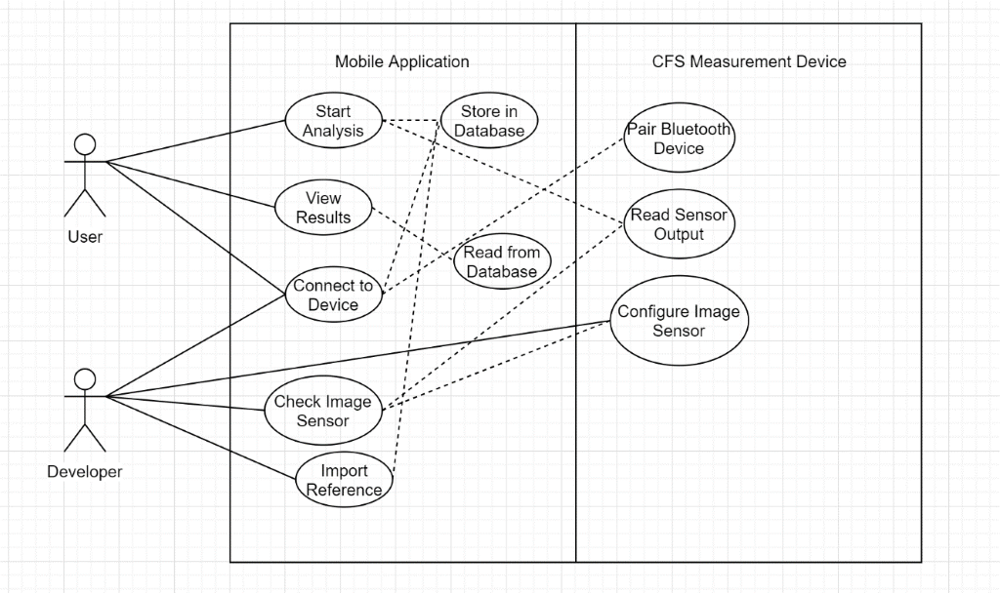 Mobile Application
CFS Measurement Device
Start
Analysis
Store in
Database
Pair Bluetooth
Device
View
Results
Read Sensor
Output
User
Read from
Database
Connect to
Device
Configure Image
Sensor
Check Image
Sensor
Developer
Import
Reference